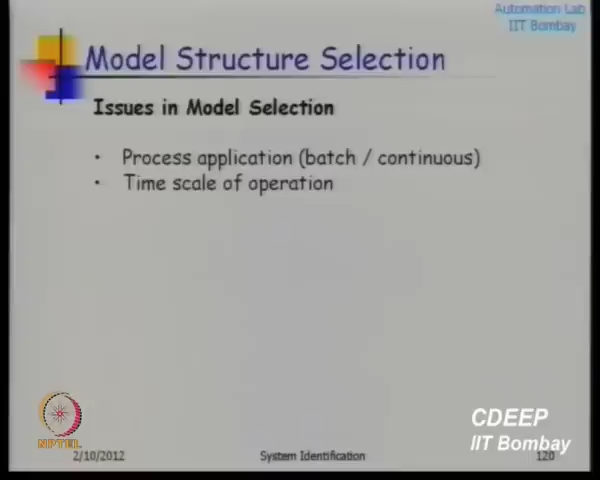 Automation Lab
IIT Bombay
Model Structure Selection
Issues in Model Selection
• Process application (batch / continuous)
• Time scale of operation
NPTEL
CDEEP
IIT Bombay
2/10/2012
System Identification
120